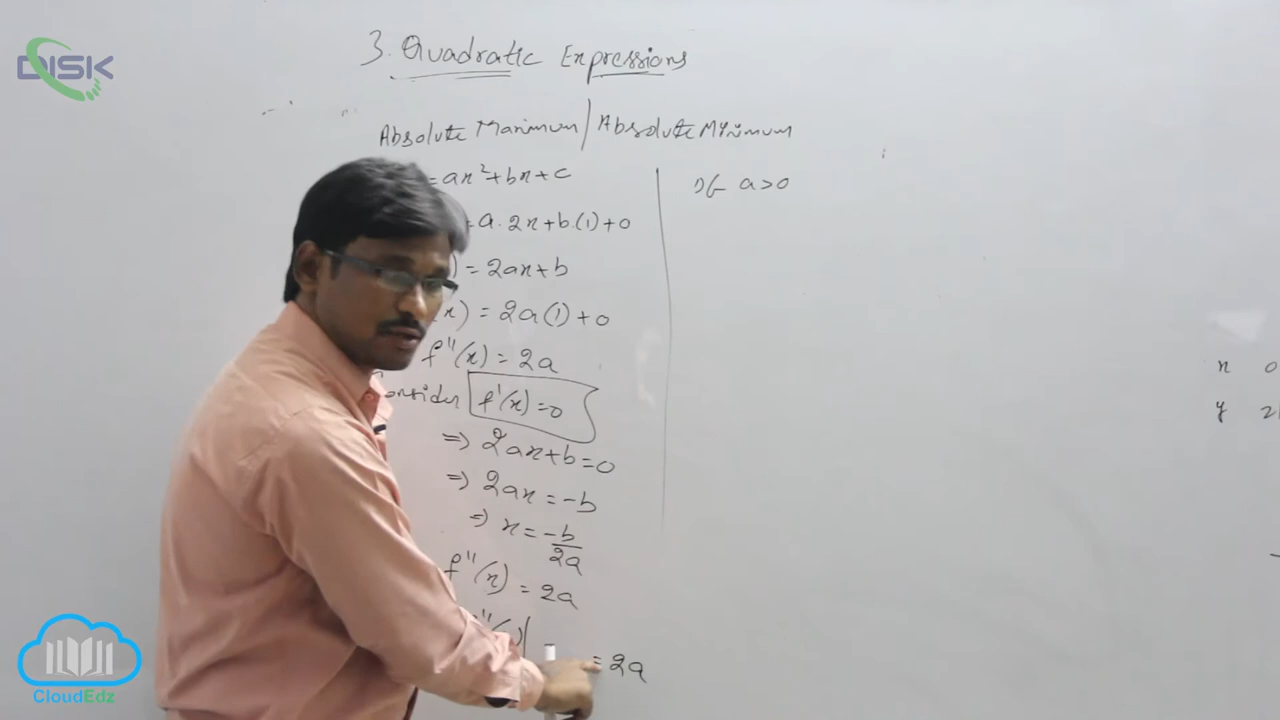 DISK
3. Quadratic Expressions
Absolute Maximum / Absolute Minimum
= ax²+bx+c
a.2x+b.(1)+0
) = 2ax+b
(x) = 2a(1)+0
f''(x) = 2a
Consider f'(x)=0
⇒ 2ax+b=0
⇒ 2ax = -b
⇒ x = -b/2a
f''(x) = 2a
= 2a
If a>0
x 0
y
CloudEdz